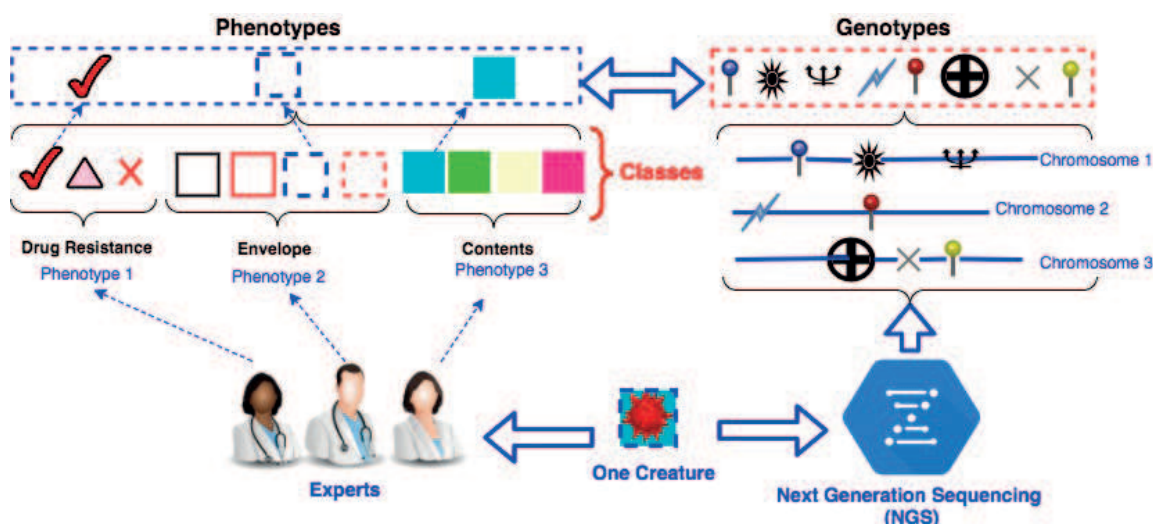 Phenotypes
Genotypes
Classes
Chromosome 1
Chromosome 2
Chromosome 3
Drug Resistance
Phenotype 1
Envelope
Phenotype 2
Contents
Phenotype 3
One Creature
Experts
Next Generation Sequencing
(NGS)